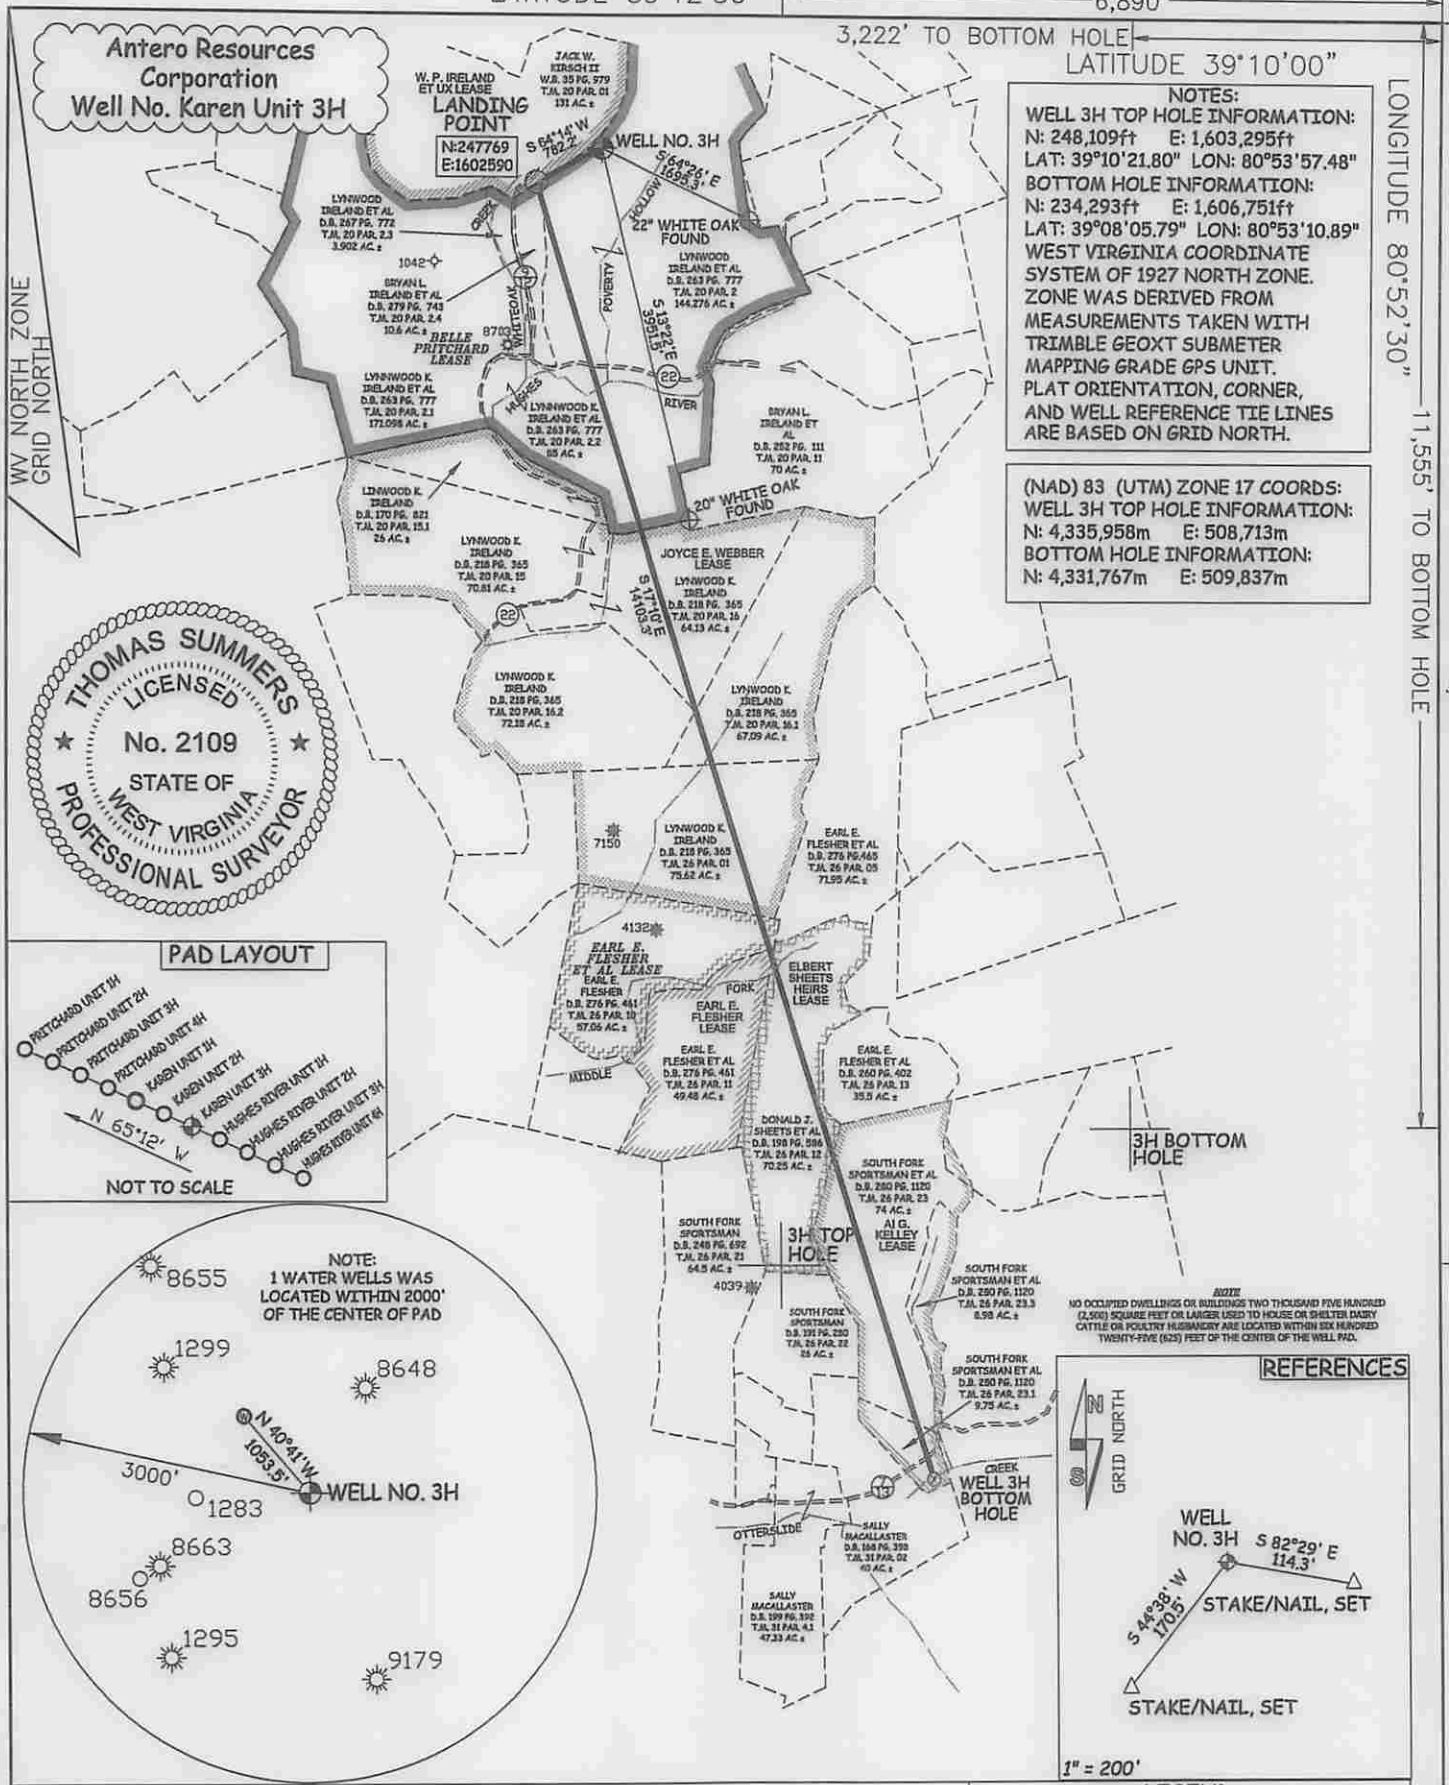 6,890'
3,222' TO BOTTOM HOLE
LATITUDE 39°10'00"
LONGITUDE 80°52'30"
11,555' TO BOTTOM HOLE
Antero Resources
Corporation
Well No. Karen Unit 3H
WV NORTH ZONE
GRID NORTH
W. P. IRELAND
ET UX LEASE
LANDING
POINT
N:247769
E:1602590
JACK W.
HIRSCH II
W.B. 35 PG. 979
T.M. 20 PAR. 01
131 AC.±
S 64°14' W
782.2'
WELL NO. 3H
S 64°26' E
1695.3'
22" WHITE OAK
FOUND
LYNWOOD
IRELAND ET AL
D.B. 263 PG. 777
T.M. 20 PAR. 2
144.276 AC.±
HOLLOW
POVERTY
S 13°22' E
3951.5'
LYNWOOD
IRELAND ET AL
D.B. 267 PG. 772
T.M. 20 PAR. 2.3
3.902 AC.±
CREEK
WHITEOAK
1042
BRYAN L.
IRELAND ET AL
D.B. 279 PG. 743
T.M. 20 PAR. 2.4
10.6 AC.±
8703
BELLE
PRITCHARD
LEASE
LYNNWOOD K.
IRELAND ET AL
D.B. 263 PG. 777
T.M. 20 PAR. 2.1
171.098 AC.±
HUGHES
RIVER
22
LYNNWOOD K.
IRELAND ET AL
D.B. 263 PG. 777
T.M. 20 PAR. 2.2
65 AC.±
BRYAN L.
IRELAND ET
AL
D.B. 252 PG. 111
T.M. 20 PAR. 11
70 AC.±
20" WHITE OAK
FOUND
LINWOOD K.
IRELAND
D.B. 170 PG. 821
T.M. 20 PAR. 15.1
26 AC.±
LYNWOOD K.
IRELAND
D.B. 218 PG. 365
T.M. 20 PAR. 15
70.81 AC.±
22
JOYCE E. WEBBER
LEASE
LYNWOOD K.
IRELAND
D.B. 218 PG. 365
T.M. 20 PAR. 16
64.13 AC.±
S 17°10' E
14103.3'
LYNWOOD K.
IRELAND
D.B. 218 PG. 365
T.M. 20 PAR. 16.2
72.18 AC.±
LYNWOOD K.
IRELAND
D.B. 218 PG. 365
T.M. 20 PAR. 16.1
67.09 AC.±
7150
LYNWOOD K.
IRELAND
D.B. 218 PG. 365
T.M. 26 PAR. 01
75.62 AC.±
EARL E.
FLESHER ET AL
D.B. 276 PG.465
T.M. 26 PAR. 05
71.95 AC.±
4132
EARL E.
FLESHER
ET AL LEASE
EARL E.
FLESHER
D.B. 276 PG. 461
T.M. 26 PAR. 10
57.06 AC.±
FORK
MIDDLE
EARL E.
FLESHER
LEASE
EARL E.
FLESHER ET AL
D.B. 276 PG. 461
T.M. 26 PAR. 11
49.48 AC.±
ELBERT
SHEETS
HEIRS
LEASE
EARL E.
FLESHER ET AL
D.B. 260 PG. 402
T.M. 26 PAR. 13
35.5 AC.±
DONALD J.
SHEETS ET AL
D.B. 198 PG. 586
T.M. 26 PAR. 12
70.25 AC.±
SOUTH FORK
SPORTSMAN ET AL
D.B. 280 PG. 1120
T.M. 26 PAR. 23
74 AC.±
AI G.
KELLEY
LEASE
SOUTH FORK
SPORTSMAN
D.B. 248 PG. 692
T.M. 26 PAR. 21
64.5 AC.±
4039
3H TOP
HOLE
3H BOTTOM
HOLE
SOUTH FORK
SPORTSMAN
T.M. 26 PAR. 22
SOUTH FORK
SPORTSMAN ET AL
D.B. 280 PG. 1120
T.M. 26 PAR. 23.3
SOUTH FORK
SPORTSMAN ET AL
D.B. 280 PG. 1120
T.M. 26 PAR. 23.1
9.75 AC.±
CREEK
OTTERSLIDE
WELL 3H
BOTTOM
HOLE
SALLY
MACALLASTER
T.M. 31 PAR. 02
SALLY
MACALLASTER
T.M. 31 PAR. 4.1
47.33 AC.±
NOTES:
WELL 3H TOP HOLE INFORMATION:
N: 248,109ft E: 1,603,295ft
LAT: 39°10'21.80" LON: 80°53'57.48"
BOTTOM HOLE INFORMATION:
N: 234,293ft E: 1,606,751ft
LAT: 39°08'05.79" LON: 80°53'10.89"
WEST VIRGINIA COORDINATE
SYSTEM OF 1927 NORTH ZONE.
ZONE WAS DERIVED FROM
MEASUREMENTS TAKEN WITH
TRIMBLE GEOXT SUBMETER
MAPPING GRADE GPS UNIT.
PLAT ORIENTATION, CORNER,
AND WELL REFERENCE TIE LINES
ARE BASED ON GRID NORTH.
(NAD) 83 (UTM) ZONE 17 COORDS:
WELL 3H TOP HOLE INFORMATION:
N: 4,335,958m E: 508,713m
BOTTOM HOLE INFORMATION:
N: 4,331,767m E: 509,837m
THOMAS SUMMERS
LICENSED
No. 2109
STATE OF
WEST VIRGINIA
PROFESSIONAL SURVEYOR
PAD LAYOUT
PRITCHARD UNIT 1H
PRITCHARD UNIT 2H
PRITCHARD UNIT 3H
PRITCHARD UNIT 4H
KAREN UNIT 1H
KAREN UNIT 2H
KAREN UNIT 3H
HUGHES RIVER UNIT 1H
HUGHES RIVER UNIT 2H
HUGHES RIVER UNIT 3H
HUGHES RIVER UNIT 4H
N 65°12' W
NOT TO SCALE
NOTE:
1 WATER WELLS WAS
LOCATED WITHIN 2000'
OF THE CENTER OF PAD
8655
1299
8648
W
N 40°41' W
1053.5'
3000'
WELL NO. 3H
1283
8663
8656
1295
9179
NOTE
NO OCCUPIED DWELLINGS OR BUILDINGS TWO THOUSAND FIVE HUNDRED
(2,500) SQUARE FEET OR LARGER USED TO HOUSE OR SHELTER DAIRY
CATTLE OR POULTRY HUSBANDRY ARE LOCATED WITHIN SIX HUNDRED
TWENTY-FIVE (625) FEET OF THE CENTER OF THE WELL PAD.
REFERENCES
N
S
GRID NORTH
WELL
NO. 3H
S 82°29' E
114.3'
STAKE/NAIL, SET
S 44°38' W
170.5'
STAKE/NAIL, SET
1" = 200'